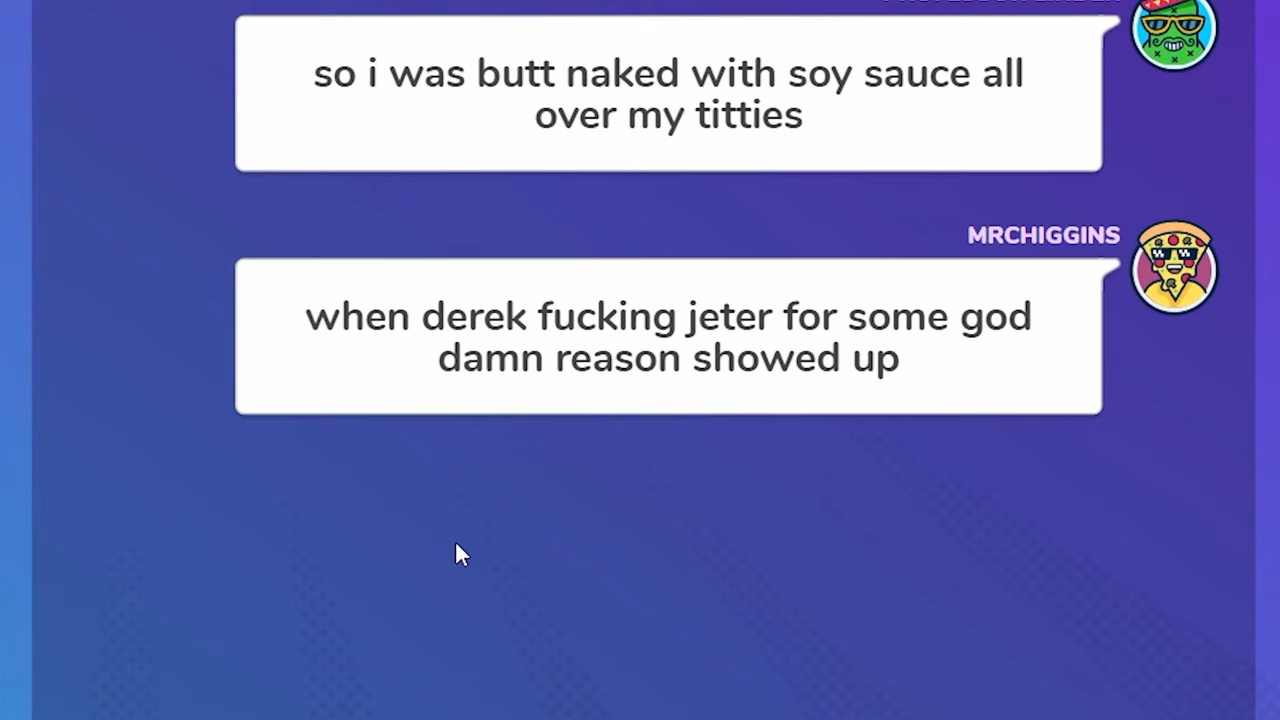 so i was butt naked with soy sauce all
over my titties
MRCHIGGINS
when derek fucking jeter for some god
damn reason showed up